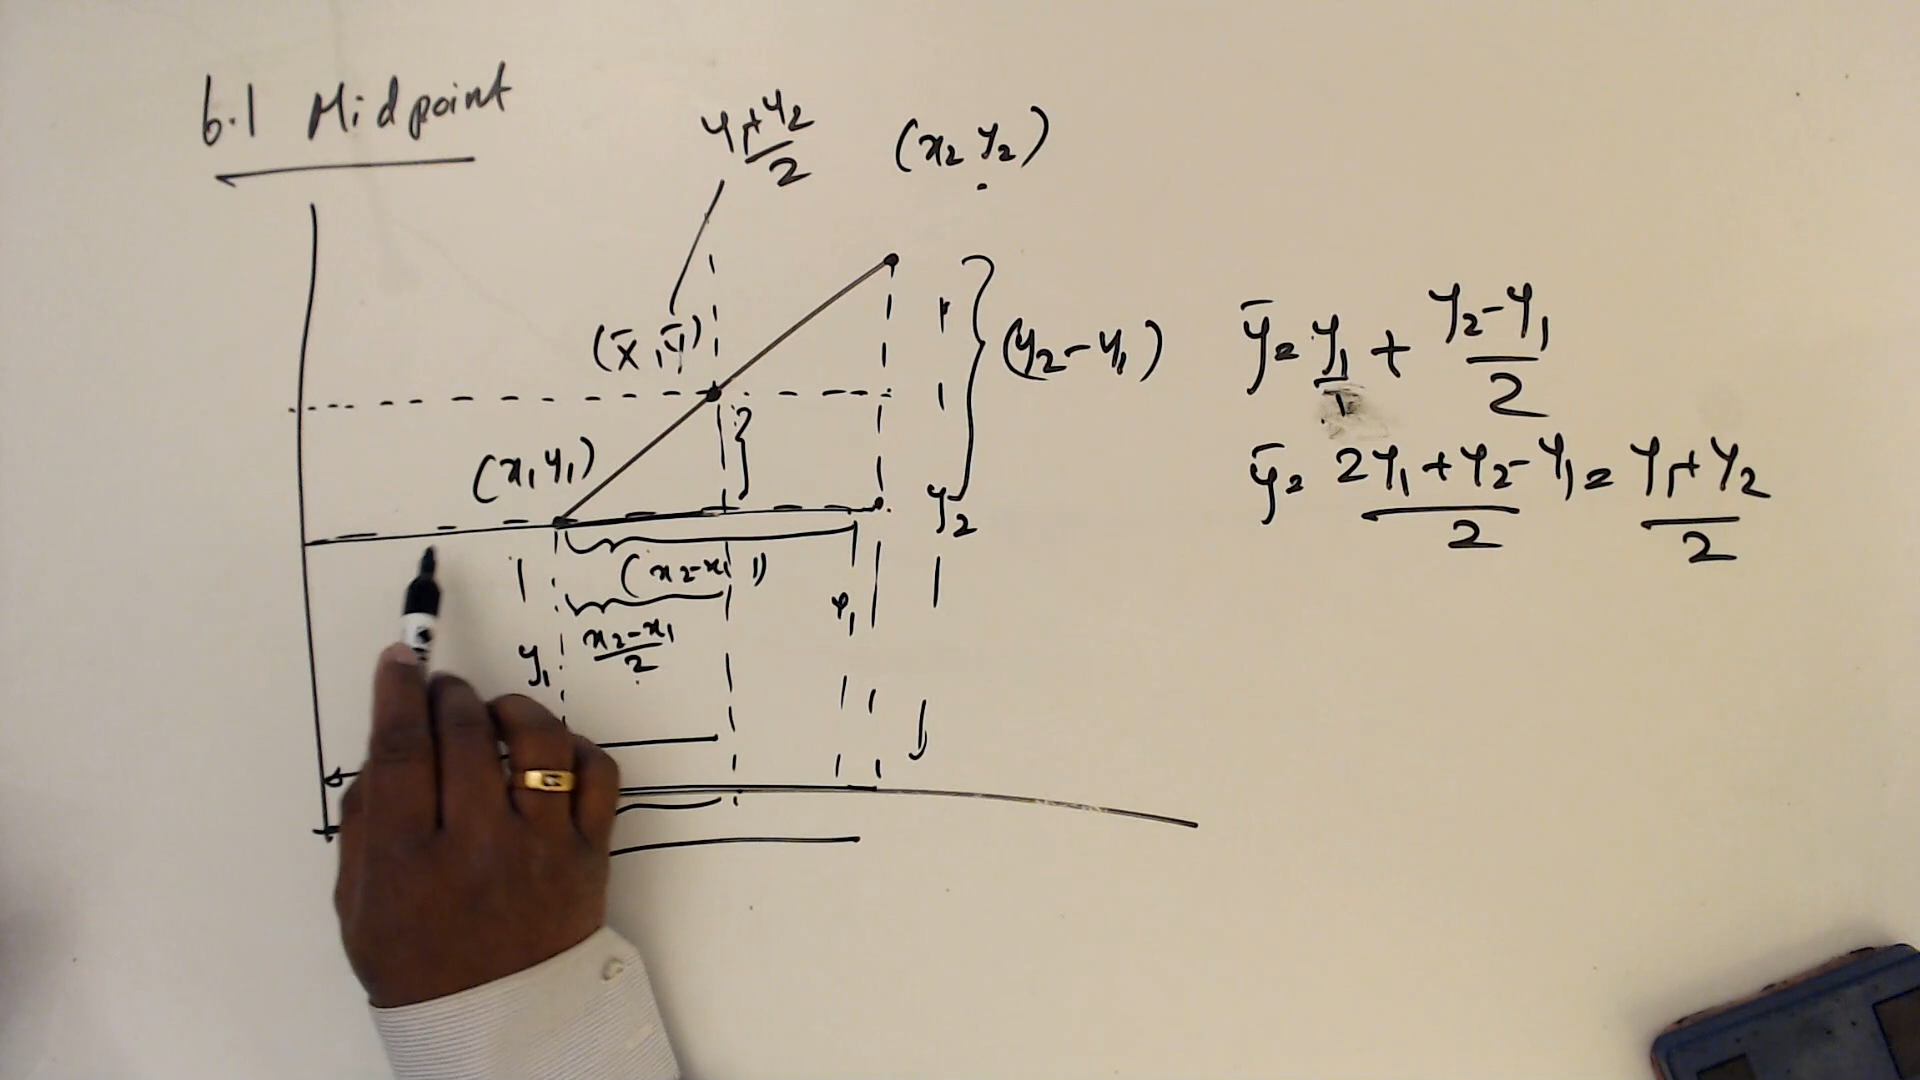 6.1 Midpoint
y₁+y₂/2
(x₂ y₂)
(x̄, ȳ)
(y₂-y₁)
ȳ = y₁/1 + y₂-y₁/2
(x₁ y₁)
ȳ = 2y₁+y₂-y₁/2 = y₁+y₂/2
y₂
(x₂-x₁)
y₁
x₂-x₁/2
y₁